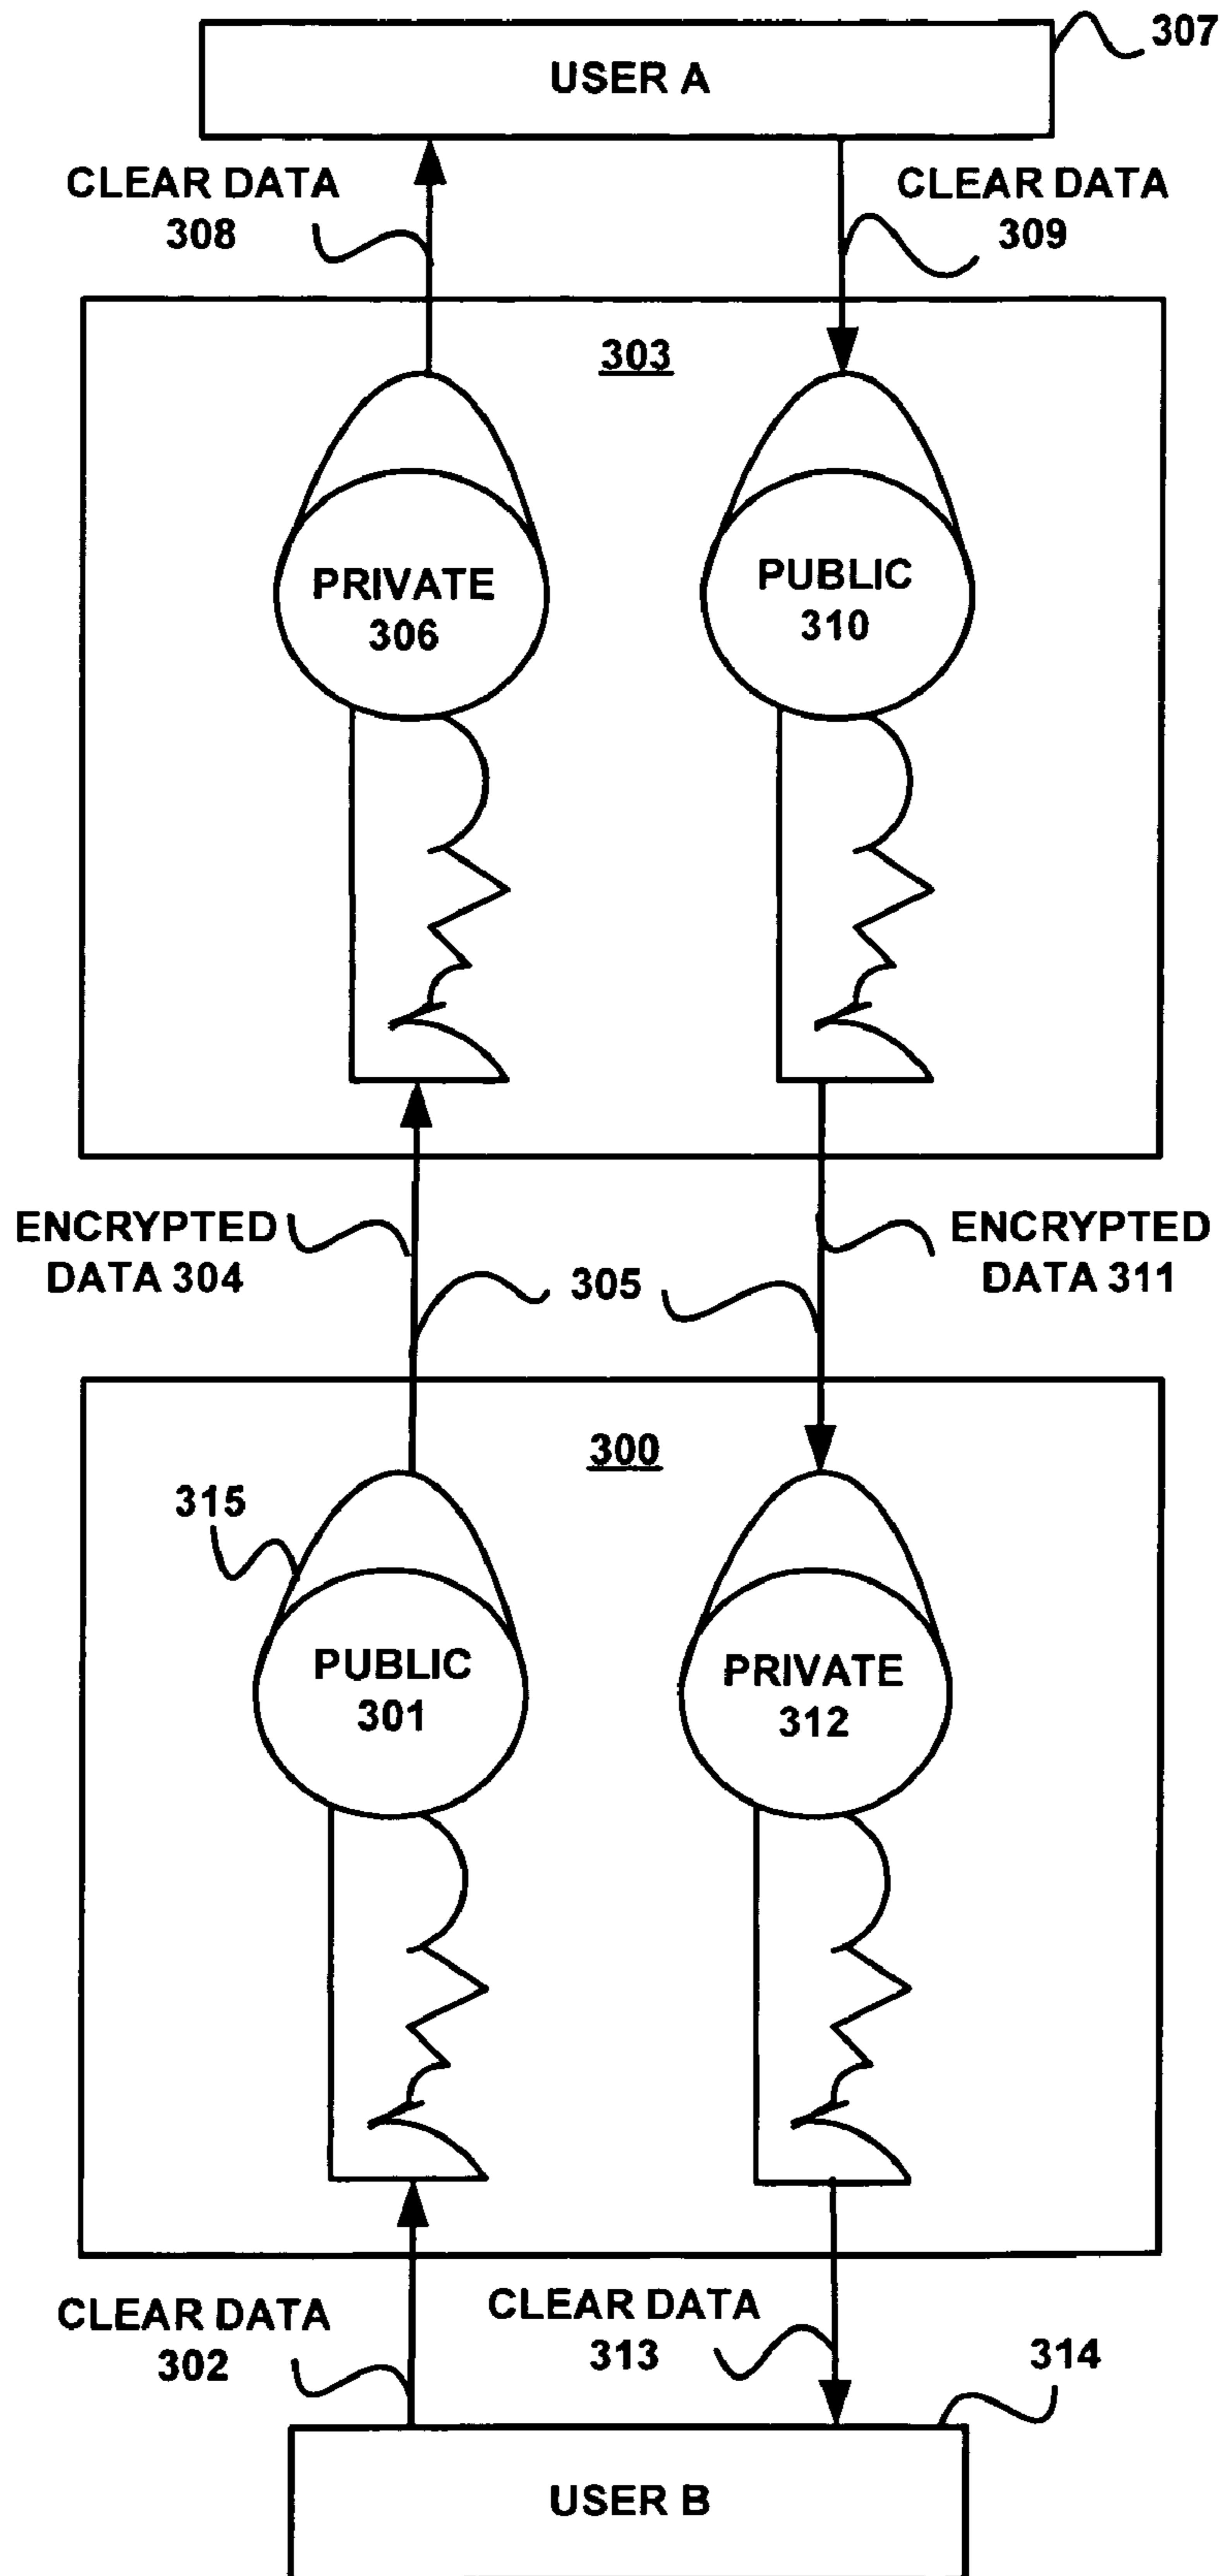 307
USER A
CLEAR DATA
308
CLEAR DATA
309
303
PRIVATE
306
PUBLIC
310
ENCRYPTED
DATA 304
305
ENCRYPTED
DATA 311
300
315
PUBLIC
301
PRIVATE
312
CLEAR DATA
302
CLEAR DATA
313
314
USER B